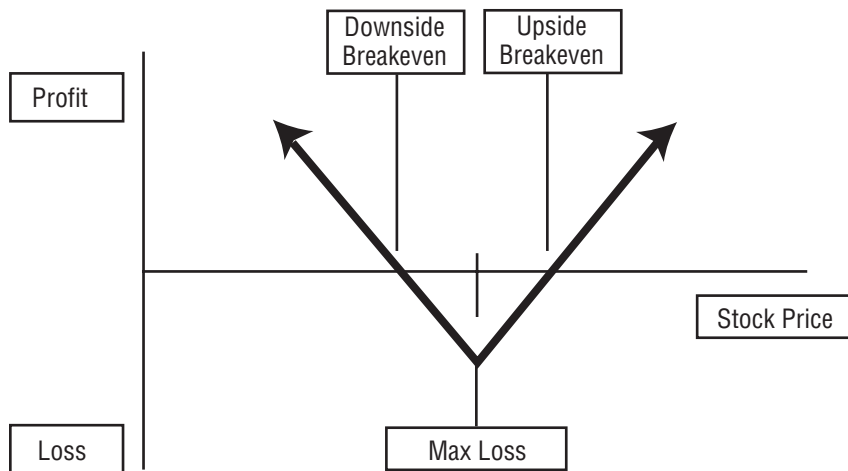 Downside
Breakeven
Upside
Breakeven
Profit
Stock Price
Loss
Max Loss